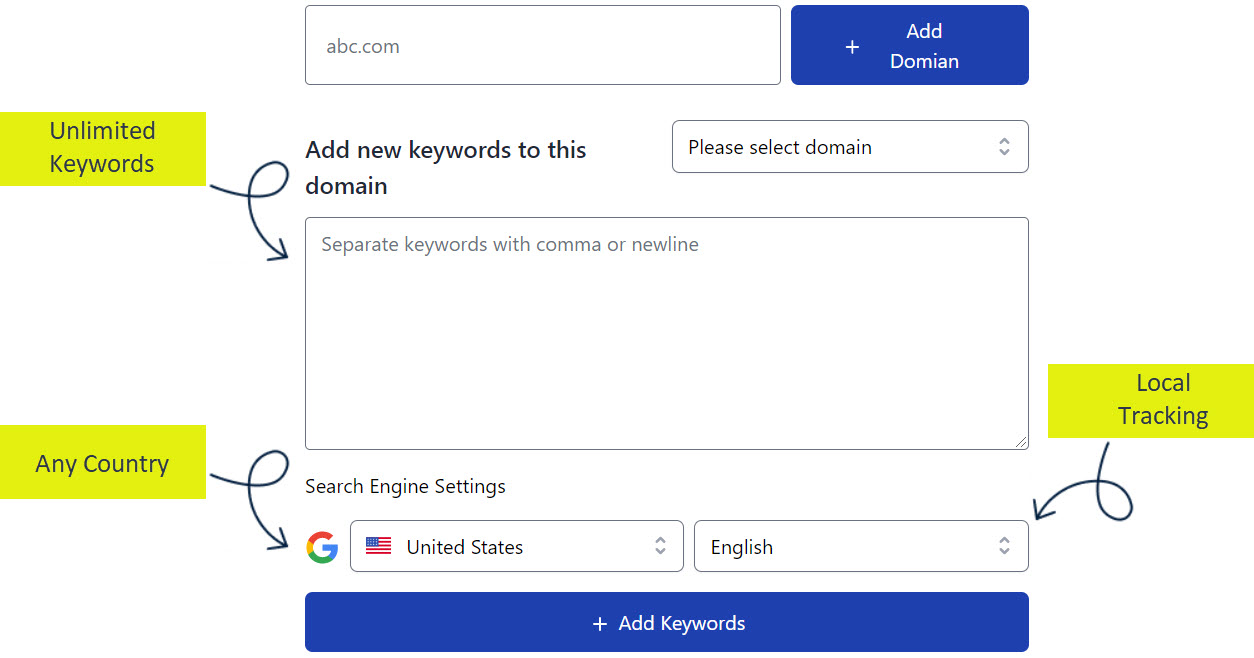 abc.com
+ Add
Domian
Unlimited
Keywords
Add new keywords to this
domain
Please select domain
Separate keywords with comma or newline
Local
Tracking
Any Country
Search Engine Settings
United States
English
+ Add Keywords